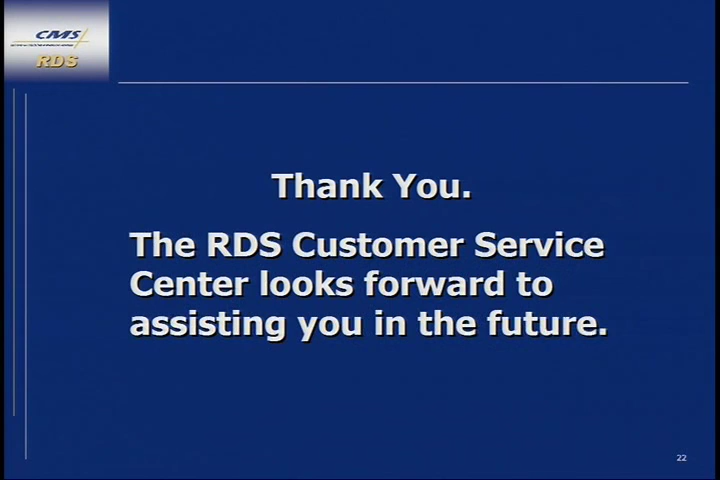 CMS
RDS
Thank You.
The RDS Customer Service
Center looks forward to
assisting you in the future.
22